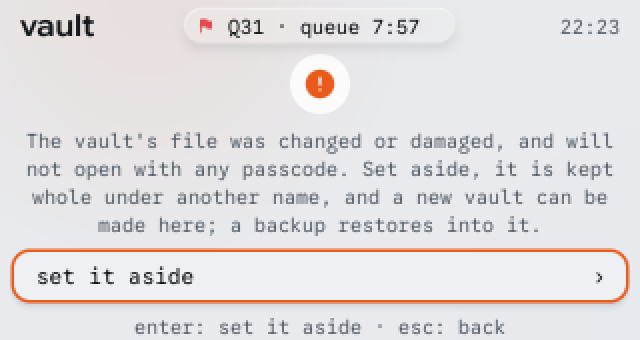 vault
Q31 · queue 7:57
22:23
The vault's file was changed or damaged, and will
not open with any passcode. Set aside, it is kept
whole under another name, and a new vault can be
made here; a backup restores into it.
set it aside ›
enter: set it aside · esc: back